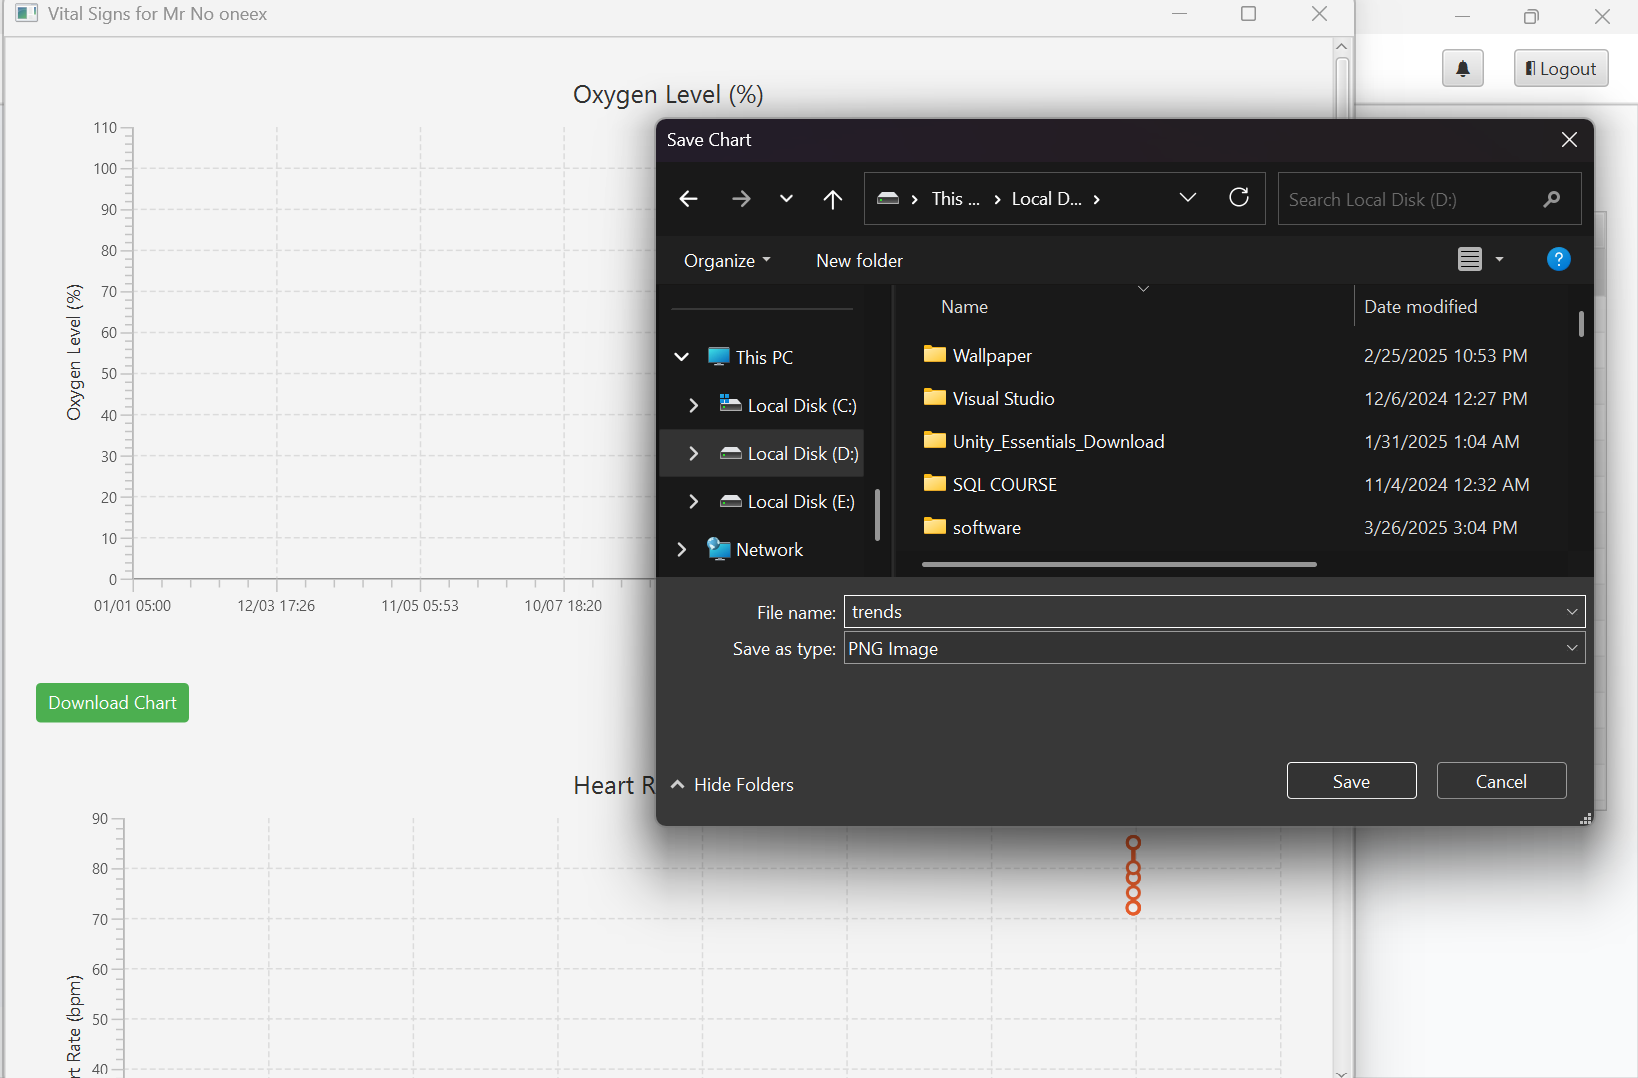 Vital Signs for Mr No oneex
Logout
Oxygen Level (%)
110
100
90
80
70
60
50
40
30
20
10
0
Oxygen Level (%)
01/01 05:00 12/03 17:26 11/05 05:53 10/07 18:20
Download Chart
Save Chart
This ... Local D...
Search Local Disk (D:)
Organize New folder
?
Name Date modified
This PC
Local Disk (C:)
Local Disk (D:)
Local Disk (E:)
Network
Wallpaper 2/25/2025 10:53 PM
Visual Studio 12/6/2024 12:27 PM
Unity_Essentials_Download 1/31/2025 1:04 AM
SQL COURSE 11/4/2024 12:32 AM
software 3/26/2025 3:04 PM
File name: trends
Save as type: PNG Image
Hide Folders
Save Cancel
Heart R
90
80
70
60
50
40
rt Rate (bpm)